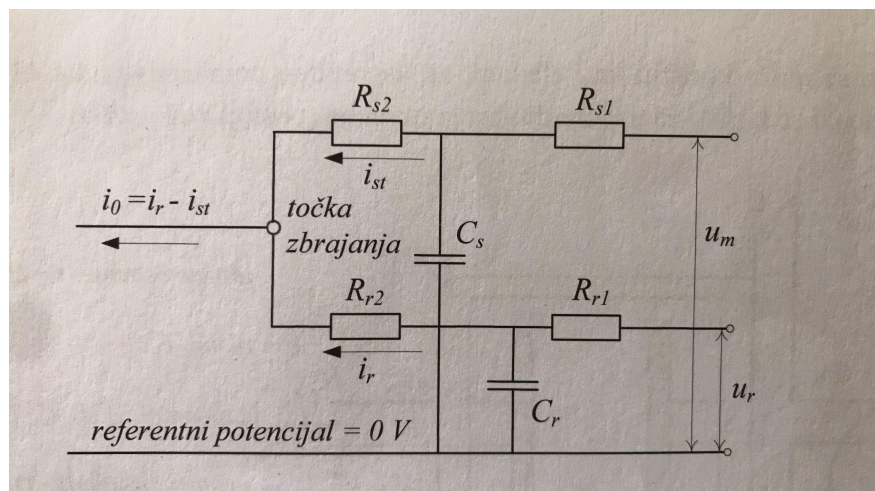 R_s2
R_s1
i_st
i_0 =i_r - i_st
točka
zbrajanja
C_s
u_m
R_r2
R_r1
i_r
C_r
u_r
referentni potencijal = 0 V